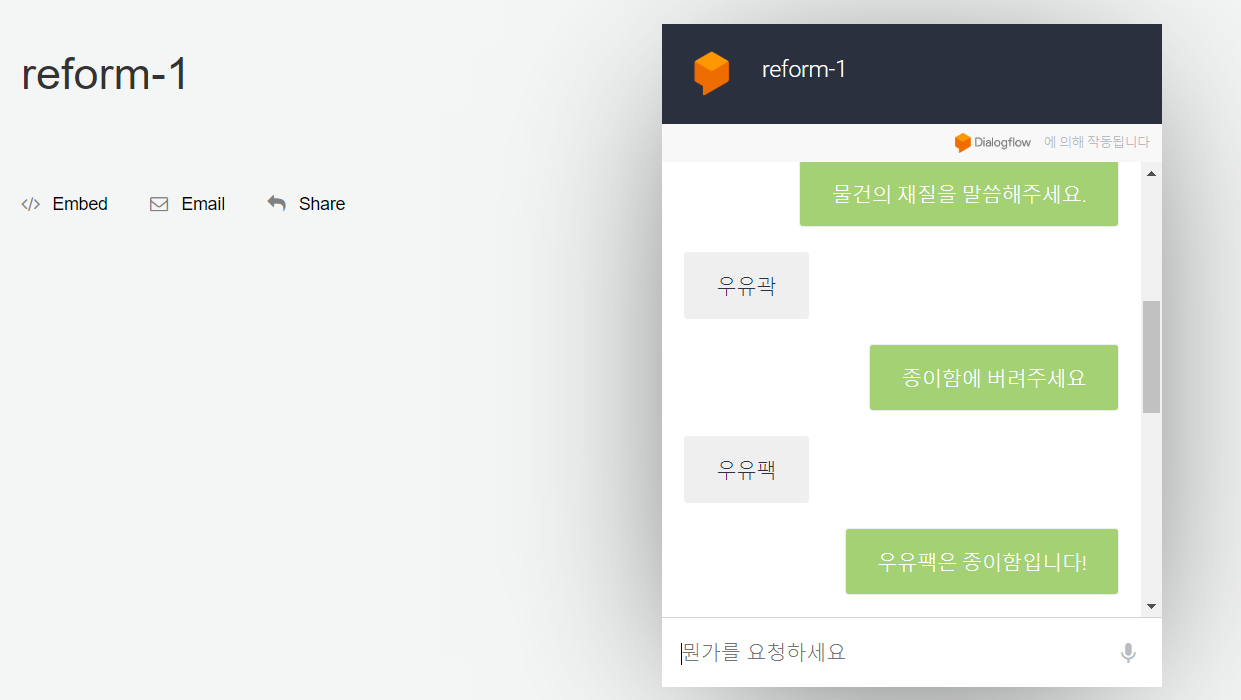 reform-1
Embed
Email
Share
reform-1
Dialogflow 에 의해 작동됩니다
물건의 재질을 말씀해주세요.
우유곽
종이함에 버려주세요
우유팩
우유팩은 종이함입니다!
뭔가를 요청하세요